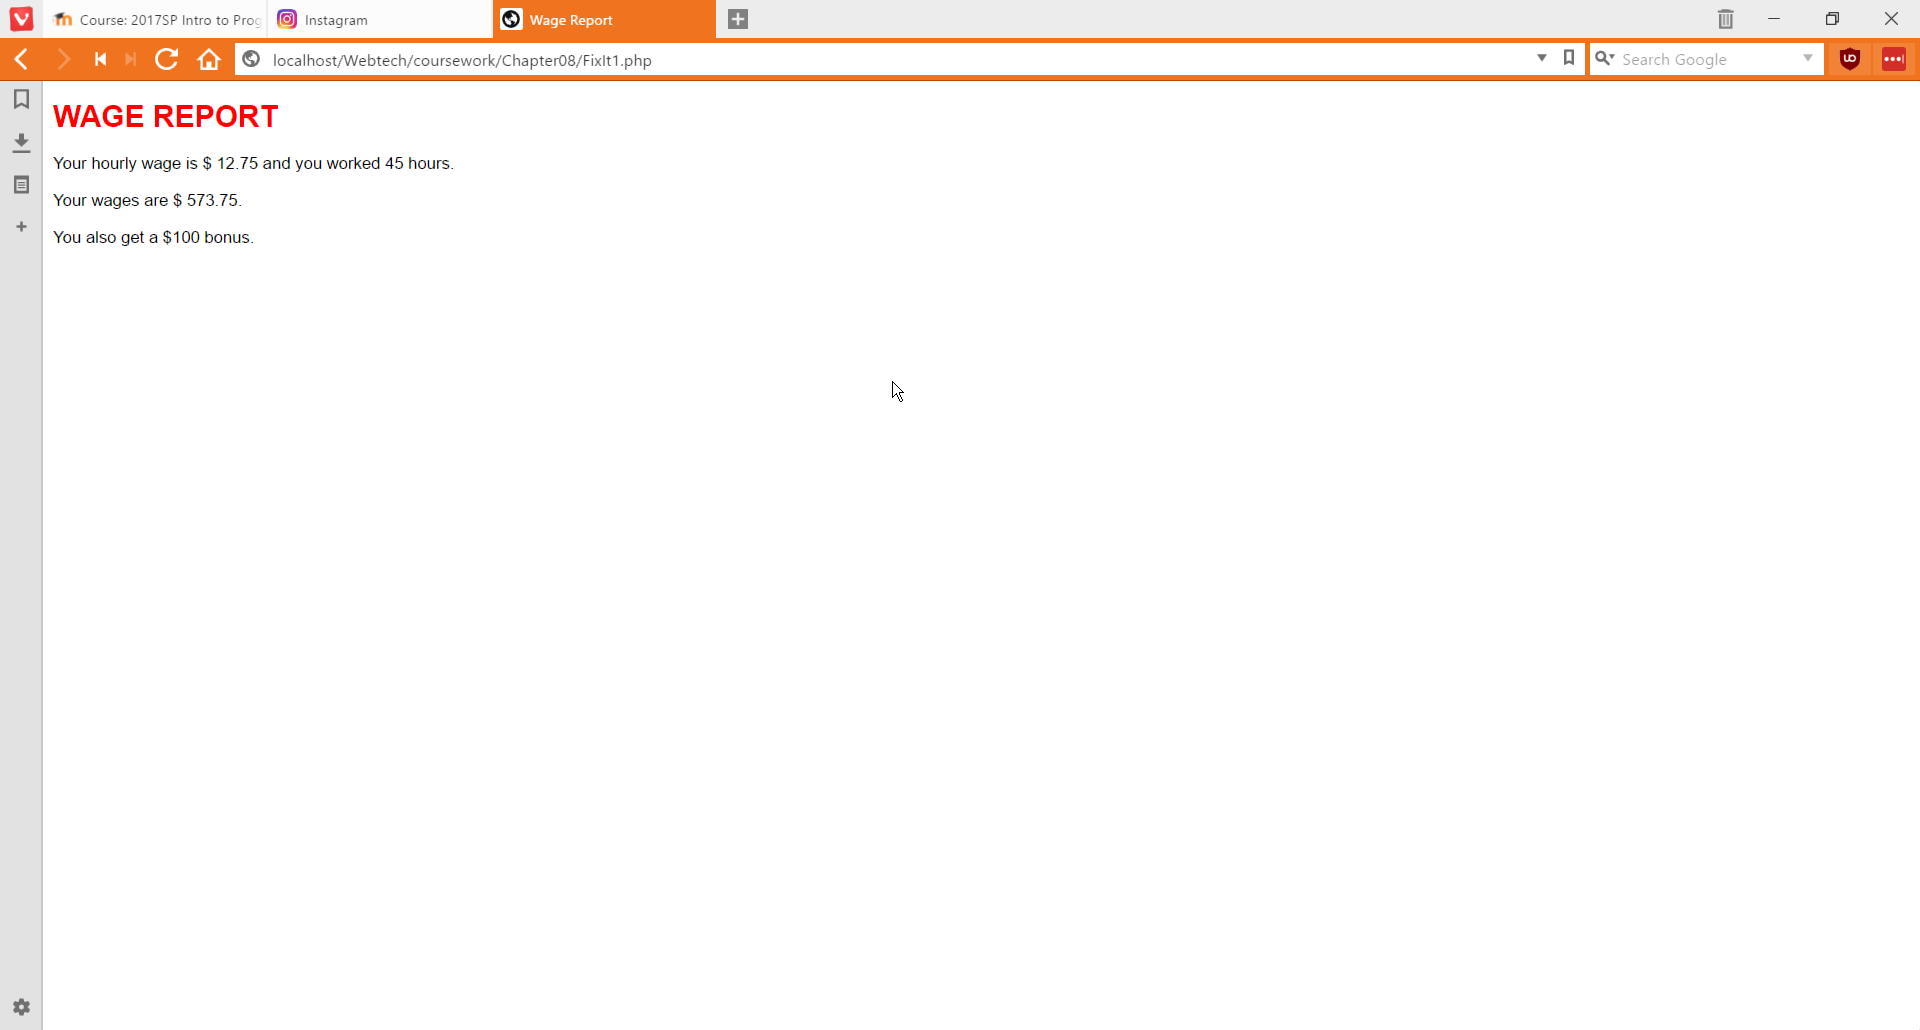 Course: 2017SP Intro to Prog
Instagram
Wage Report
localhost/Webtech/coursework/Chapter08/FixIt1.php
Search Google
WAGE REPORT
Your hourly wage is $ 12.75 and you worked 45 hours.
Your wages are $ 573.75.
You also get a $100 bonus.